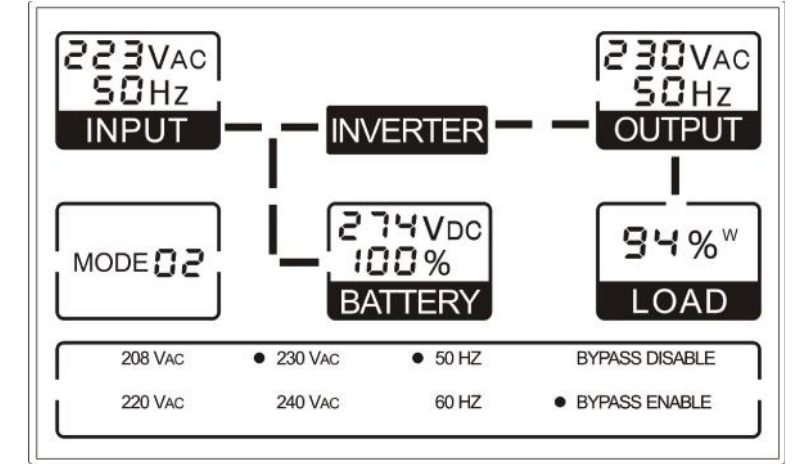 223VAC
50Hz
INPUT
INVERTER
230VAC
50Hz
OUTPUT
MODE 02
274VDC
100%
BATTERY
94%W
LOAD
208 VAC ● 230 VAC ● 50 HZ BYPASS DISABLE
220 VAC 240 VAC 60 HZ ● BYPASS ENABLE